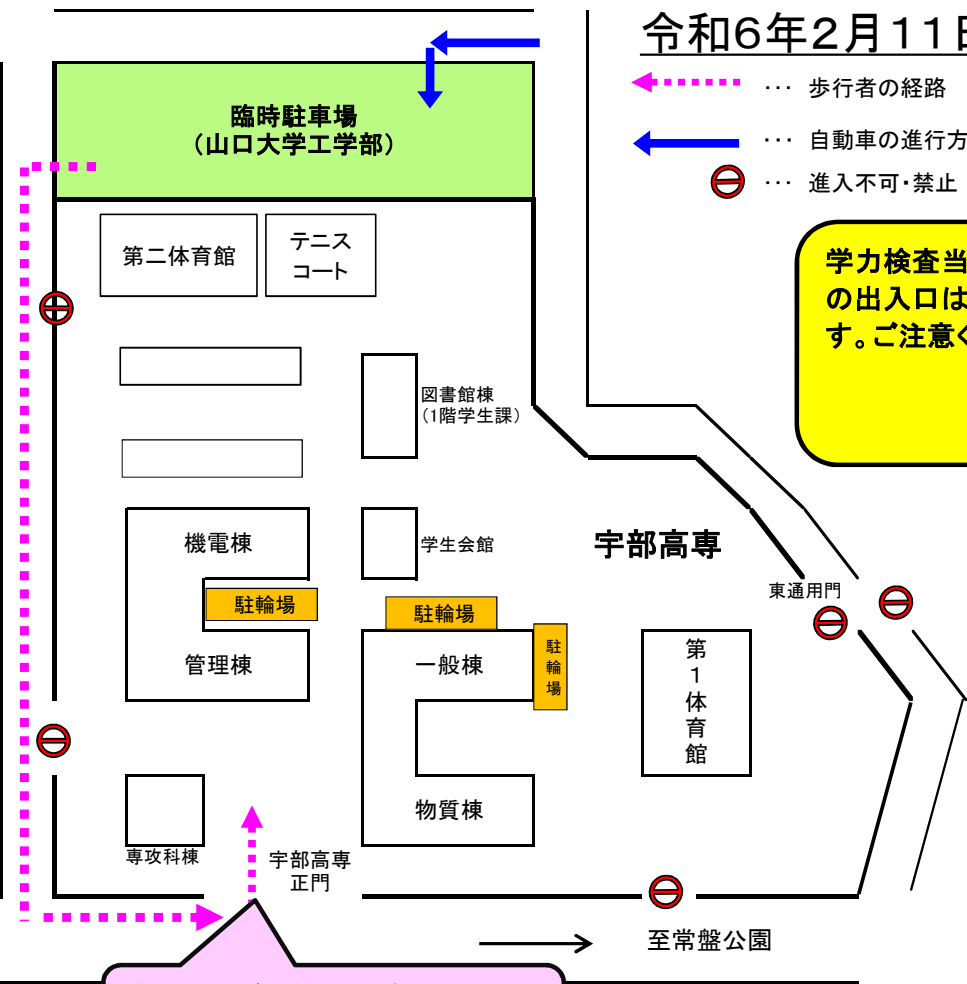 令和6年2月11日
… 歩行者の経路
… 自動車の進行方
… 進入不可・禁止
臨時駐車場
（山口大学工学部）
学力検査当
の出入口は
す。ご注意く
第二体育館
テニス
コート
図書館棟
(1階学生課)
機電棟
学生会館
宇部高専
東通用門
駐輪場
駐輪場
駐輪場
管理棟
一般棟
第1体育館
物質棟
専攻科棟
宇部高専
正門
至常盤公園